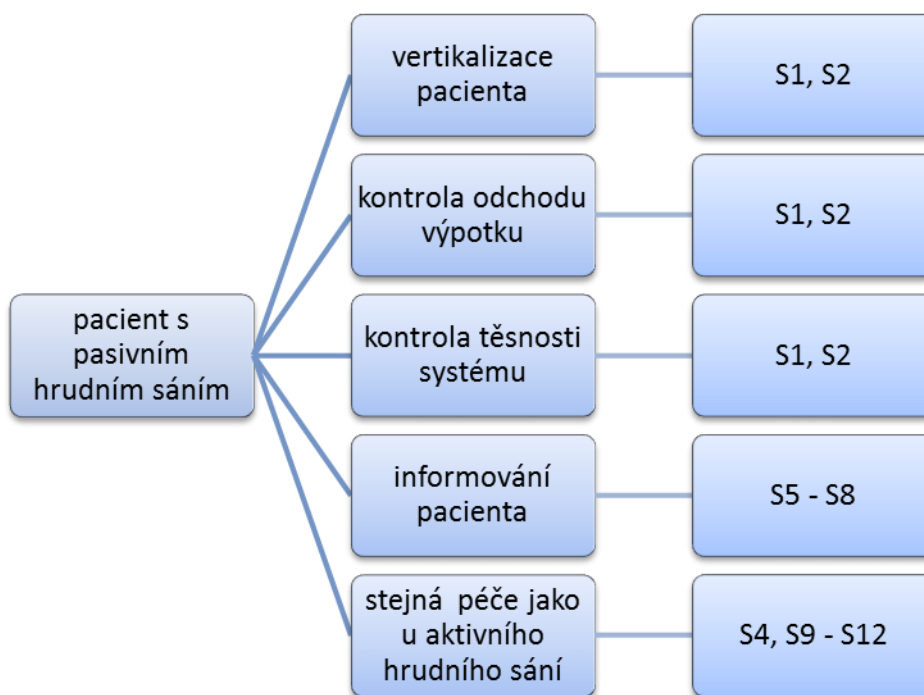 vertikalizace
pacienta
S1, S2
kontrola odchodu
výpotku
S1, S2
pacient s
pasivním
hrudním sáním
kontrola těsnosti
systému
S1, S2
informování
pacienta
S5 - S8
stejná péče jako
u aktivního
hrudního sání
S4, S9 - S12